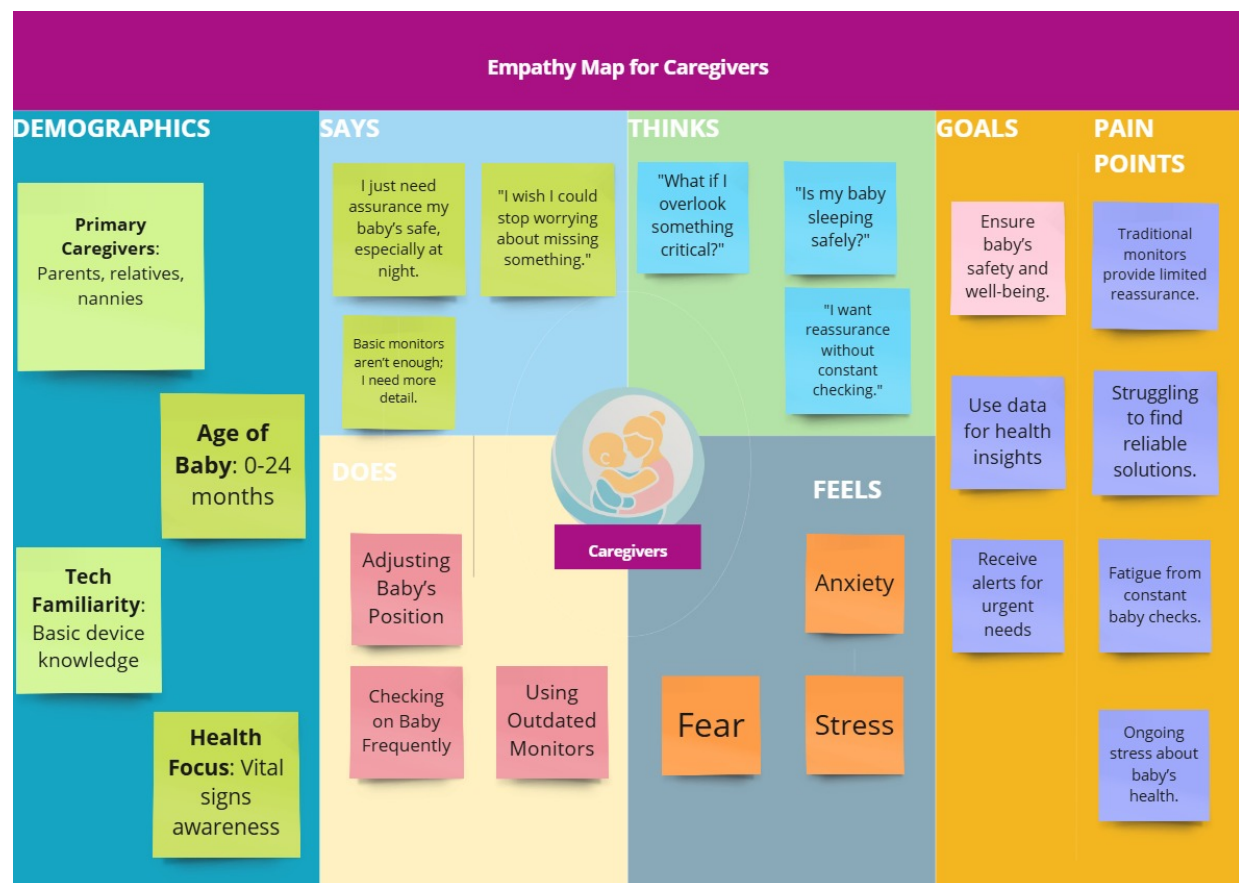 Empathy Map for Caregivers
DEMOGRAPHICS
Primary
Caregivers:
Parents, relatives,
nannies
Age of
Baby: 0-24
months
Tech
Familiarity:
Basic device
knowledge
Health
Focus: Vital
signs
awareness
SAYS
I just need
assurance my
baby’s safe,
especially at
night.
"I wish I could
stop worrying
about missing
something."
Basic monitors
aren’t enough;
I need more
detail.
THINKS
"What if I
overlook
something
critical?"
"Is my baby
sleeping
safely?"
"I want
reassurance
without
constant
checking."
DOES
Adjusting
Baby’s
Position
Checking
on Baby
Frequently
Using
Outdated
Monitors
Caregivers
FEELS
Anxiety
Fear
Stress
GOALS
Ensure
baby’s
safety and
well-being.
Use data
for health
insights
Receive
alerts for
urgent
needs
PAIN
POINTS
Traditional
monitors
provide limited
reassurance.
Struggling
to find
reliable
solutions.
Fatigue from
constant
baby checks.
Ongoing
stress about
baby’s
health.